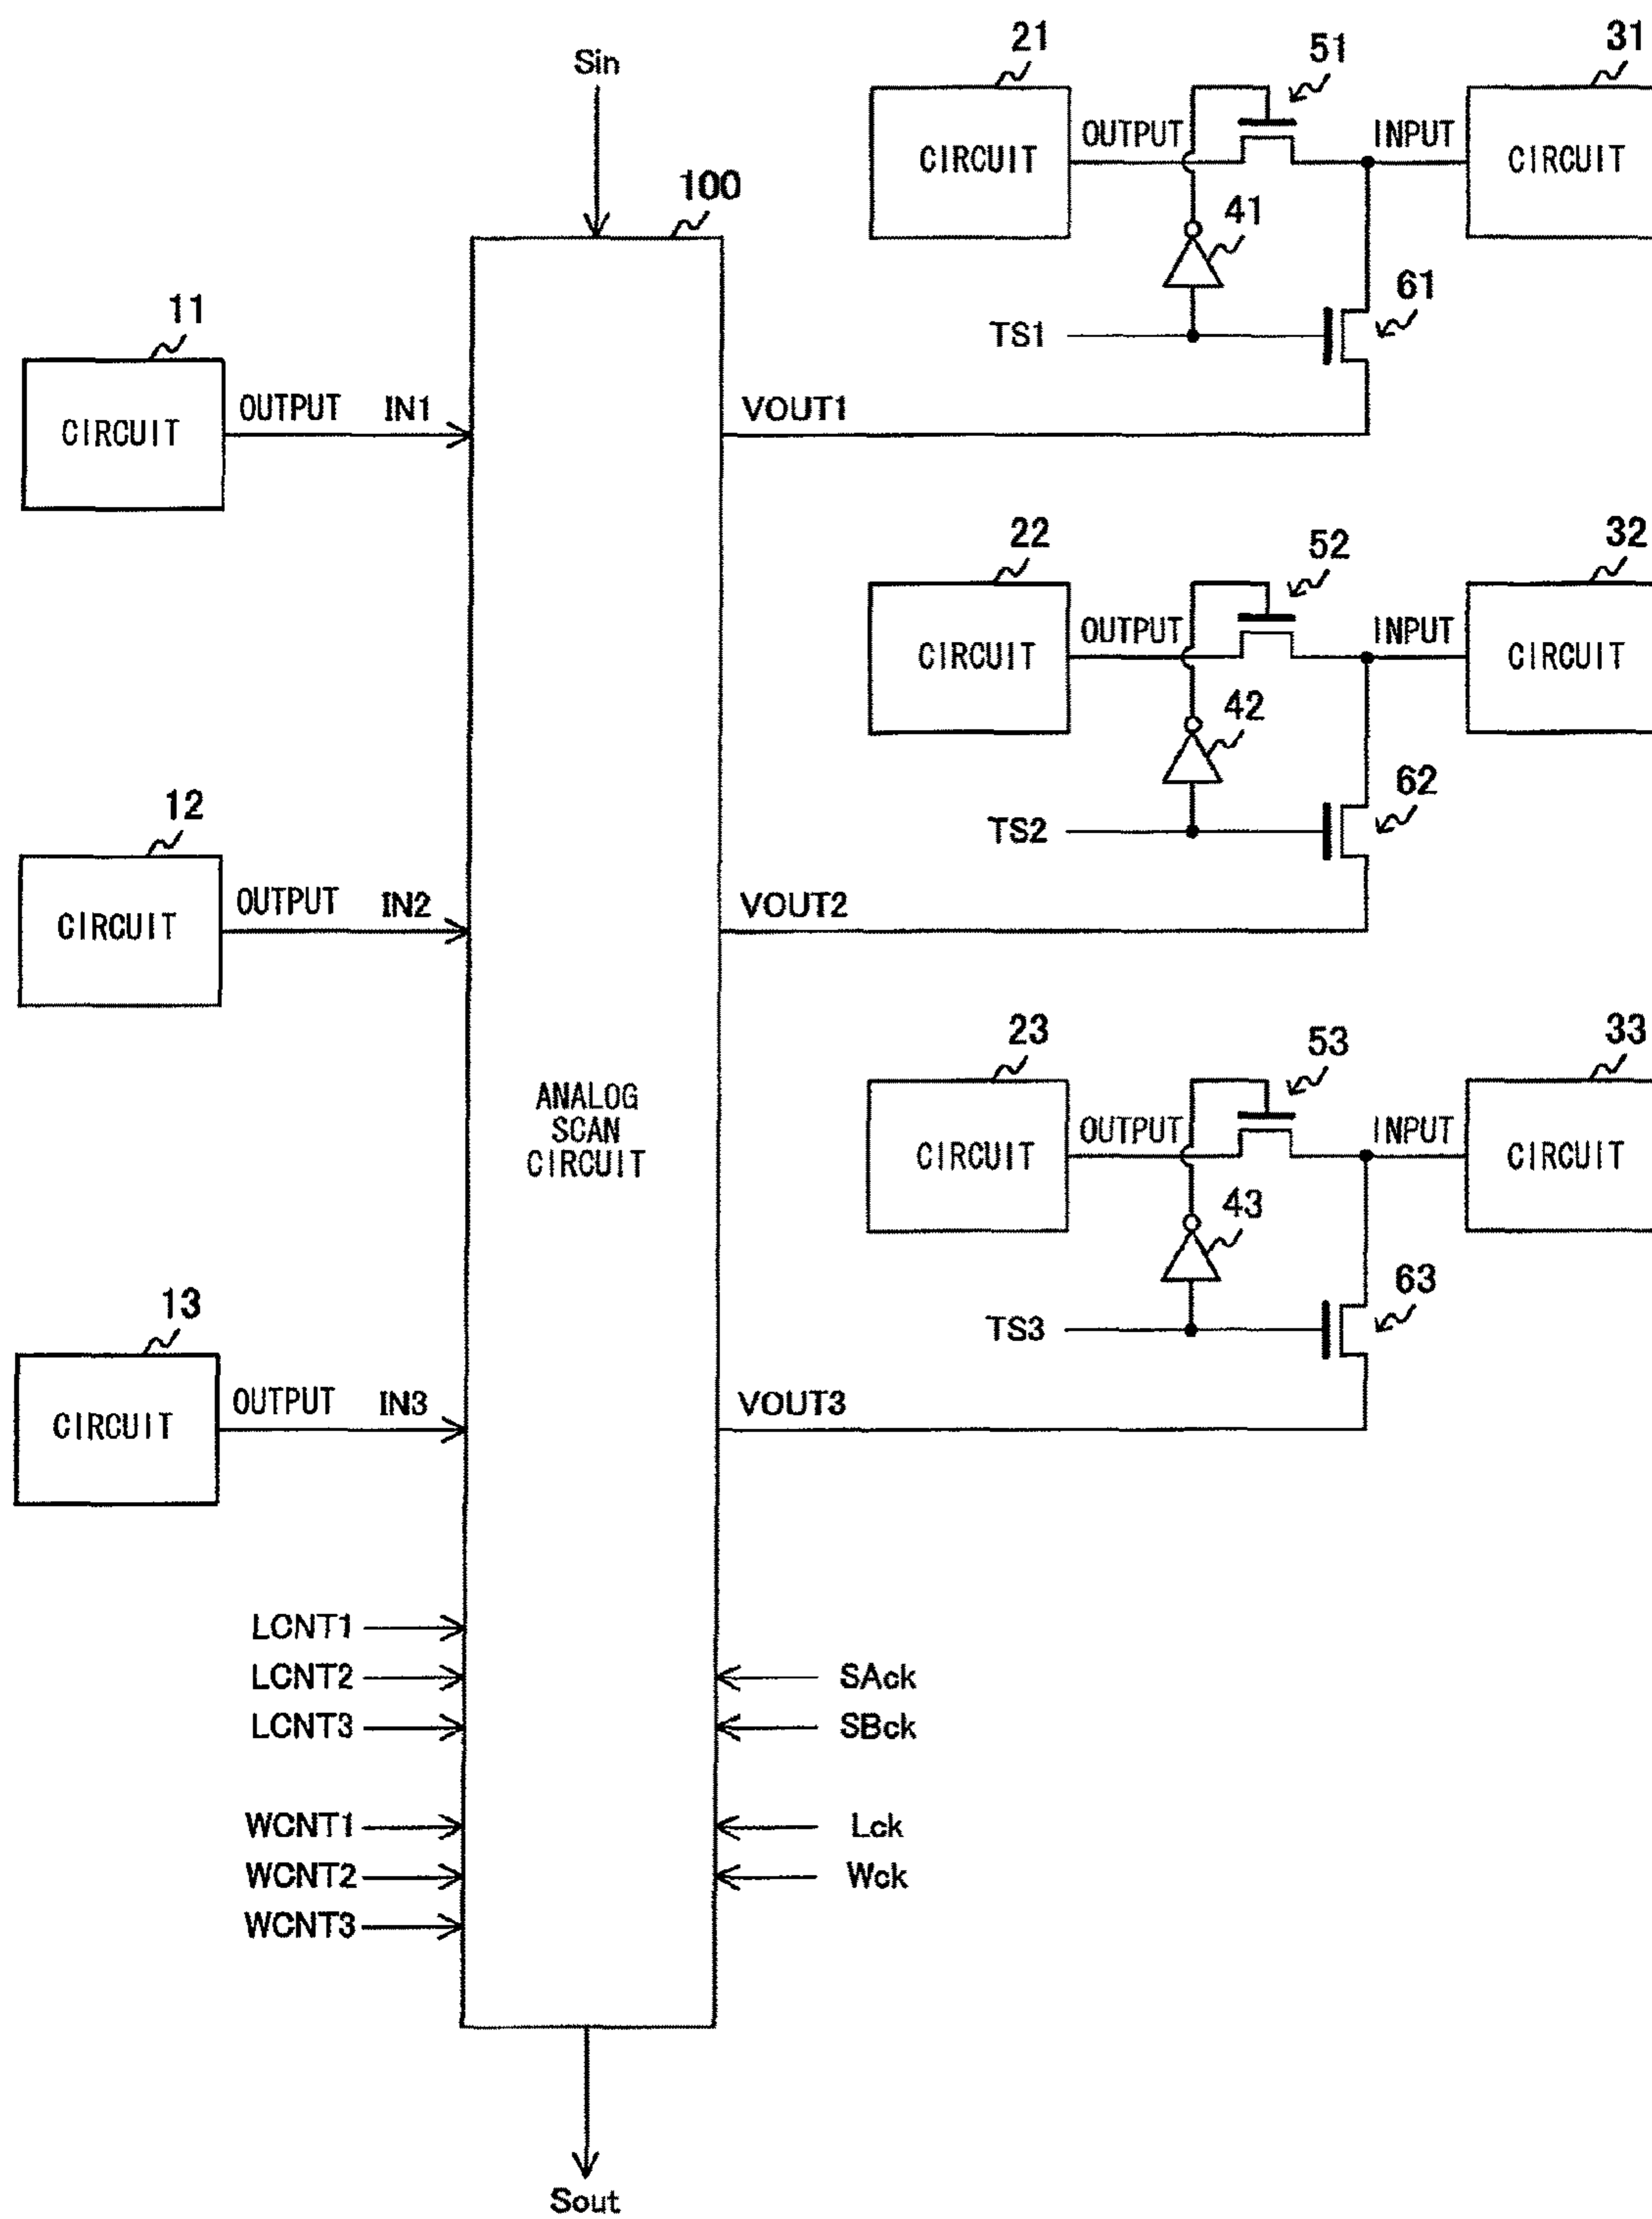 Sin
100
21
51
31
CIRCUIT
OUTPUT
INPUT
CIRCUIT
41
TS1
61
11
CIRCUIT
OUTPUT
IN1
VOUT1
22
52
32
CIRCUIT
OUTPUT
INPUT
CIRCUIT
42
TS2
62
12
CIRCUIT
OUTPUT
IN2
VOUT2
23
53
33
ANALOG
SCAN
CIRCUIT
CIRCUIT
OUTPUT
INPUT
CIRCUIT
43
TS3
63
13
CIRCUIT
OUTPUT
IN3
VOUT3
LCNT1
LCNT2
LCNT3
SAck
SBck
WCNT1
WCNT2
WCNT3
Lck
Wck
Sout